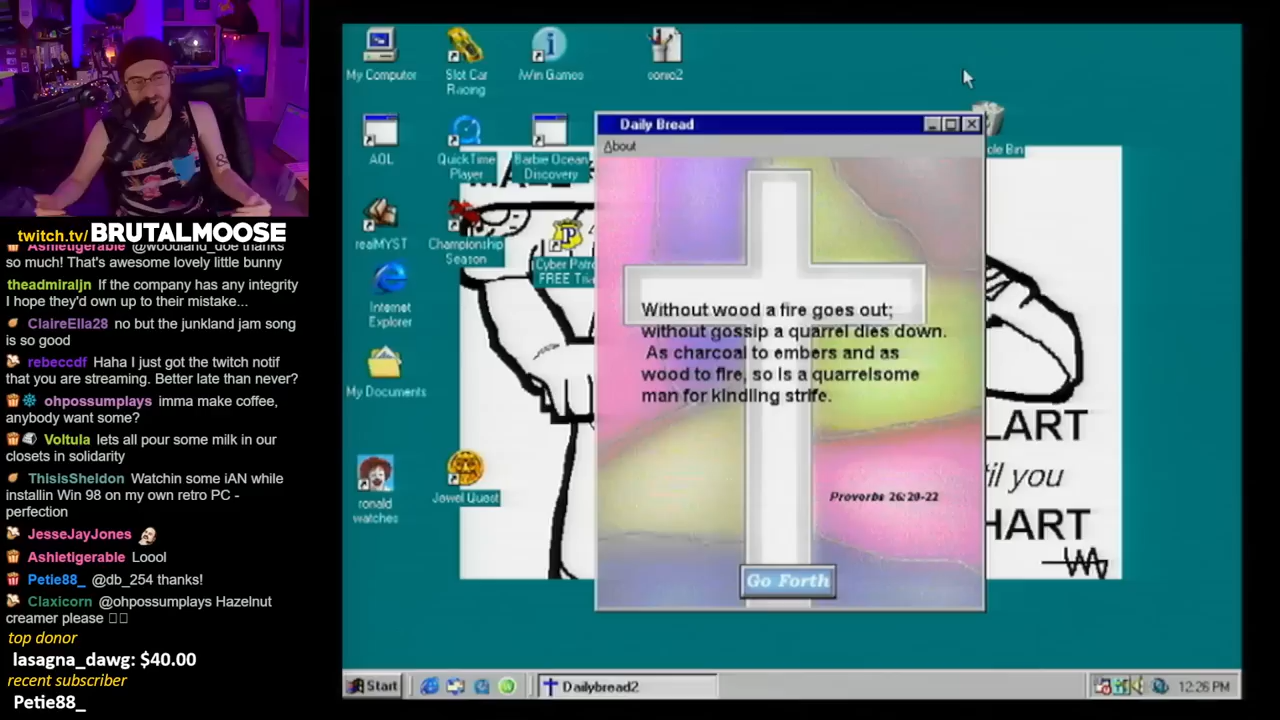 twitch.tv/BRUTALMOOSE
Ashietigerable @woodland_doe thanks
so much! That's awesome lovely little bunny
theadmiraljn If the company has any integrity
I hope they'd own up to their mistake...
ClaireElla28 no but the junkland jam song
is so good
rebeccdf Haha I just got the twitch notif
that you are streaming. Better late than never?
ohpossumplays imma make coffee,
anybody want some?
Voltula lets all pour some milk in our
closets in solidarity
ThisIsSheldon Watchin some iAN while
installin Win 98 on my own retro PC -
perfection
JesseJayJones
Ashietigerable Loool
Petie88_ @db_254 thanks!
Claxicorn @ohpossumplays Hazelnut
creamer please
top donor
lasagna_dawg: $40.00
recent subscriber
Petie88_
My Computer
Slot Car
Racing
iWin Games
AOL
QuickTime
Player
Barbie Ocean
Discovery
realMYST
Championship
Season
Cyber Patr
FREE Tri
Internet
Explorer
My Documents
ronald
watches
Jewel Quest
cle Bin
Daily Bread
About
Without wood a fire goes out;
without gossip a quarrel dies down.
As charcoal to embers and as
wood to fire, so is a quarrelsome
man for kindling strife.
Proverbs 26:20-22
Go Forth
LART
til you
HART
Start
Dailybread2
12:26 PM